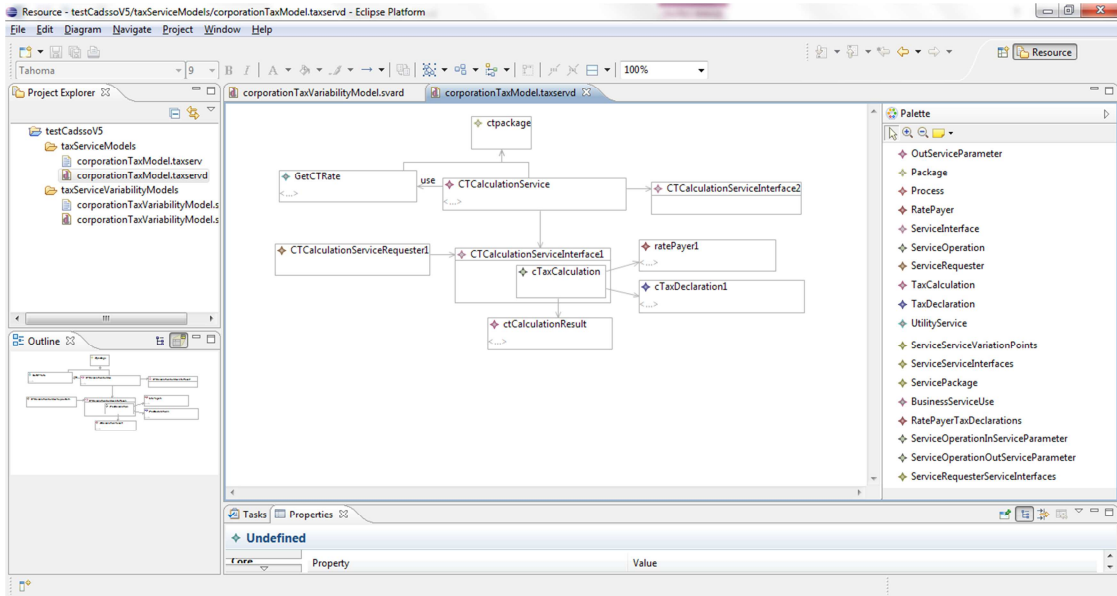 Resource - testCadssoV5/taxServiceModels/corporationTaxModel.taxservd - Eclipse Platform
File Edit Diagram Navigate Project Window Help
Resource
Tahoma 9 B I A 100%
Project Explorer
testCadssoV5
taxServiceModels
corporationTaxModel.taxserv
corporationTaxModel.taxservd
taxServiceVariabilityModels
corporationTaxVariabilityModel.s
corporationTaxVariabilityModel.s
Outline
corporationTaxVariabilityModel.svard corporationTaxModel.taxservd
ctpackage
GetCTRate
<...>
use
CTCalculationService
<...>
CTCalculationServiceInterface2
CTCalculationServiceRequester1
CTCalculationServiceInterface1
cTaxCalculation
ratePayer1
<...>
cTaxDeclaration1
<...>
ctCalculationResult
<...>
Palette
OutServiceParameter
Package
Process
RatePayer
ServiceInterface
ServiceOperation
ServiceRequester
TaxCalculation
TaxDeclaration
UtilityService
ServiceServiceVariationPoints
ServiceServiceInterfaces
ServicePackage
BusinessServiceUse
RatePayerTaxDeclarations
ServiceOperationInServiceParameter
ServiceOperationOutServiceParameter
ServiceRequesterServiceInterfaces
Tasks Properties
Undefined
Core Property Value